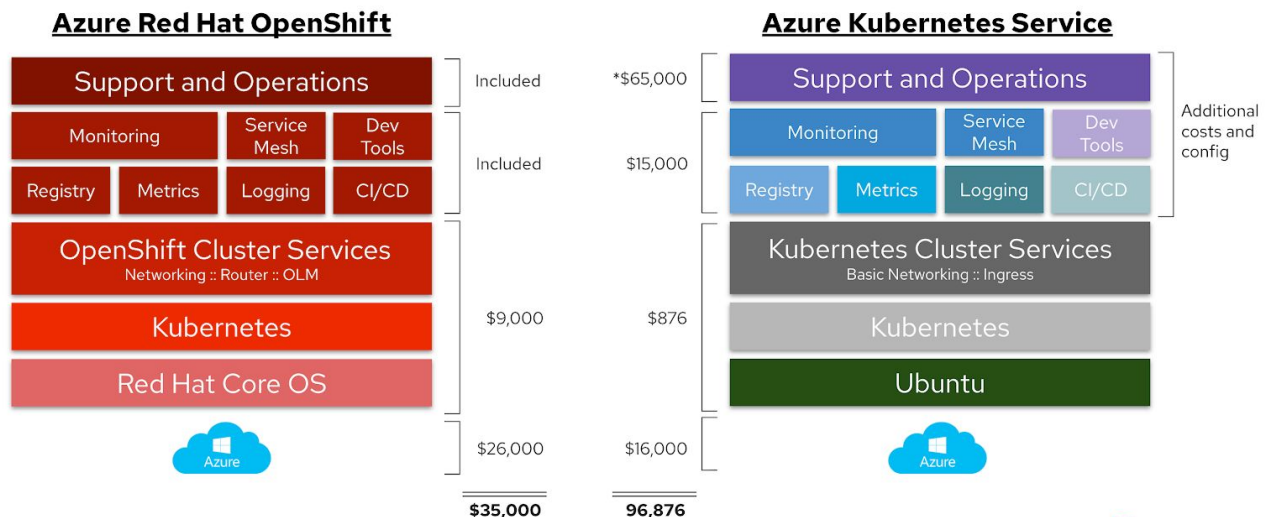 Azure Red Hat OpenShift
Support and Operations
Included
Monitoring
Service
Mesh
Dev
Tools
Included
Registry
Metrics
Logging
CI/CD
OpenShift Cluster Services
Networking :: Router :: OLM
Kubernetes
$9,000
Red Hat Core OS
Azure
$26,000
$35,000
Azure Kubernetes Service
*$65,000
Support and Operations
Additional
costs and
config
$15,000
Monitoring
Service
Mesh
Dev
Tools
Registry
Metrics
Logging
CI/CD
Kubernetes Cluster Services
Basic Networking :: Ingress
$876
Kubernetes
Ubuntu
$16,000
Azure
96,876